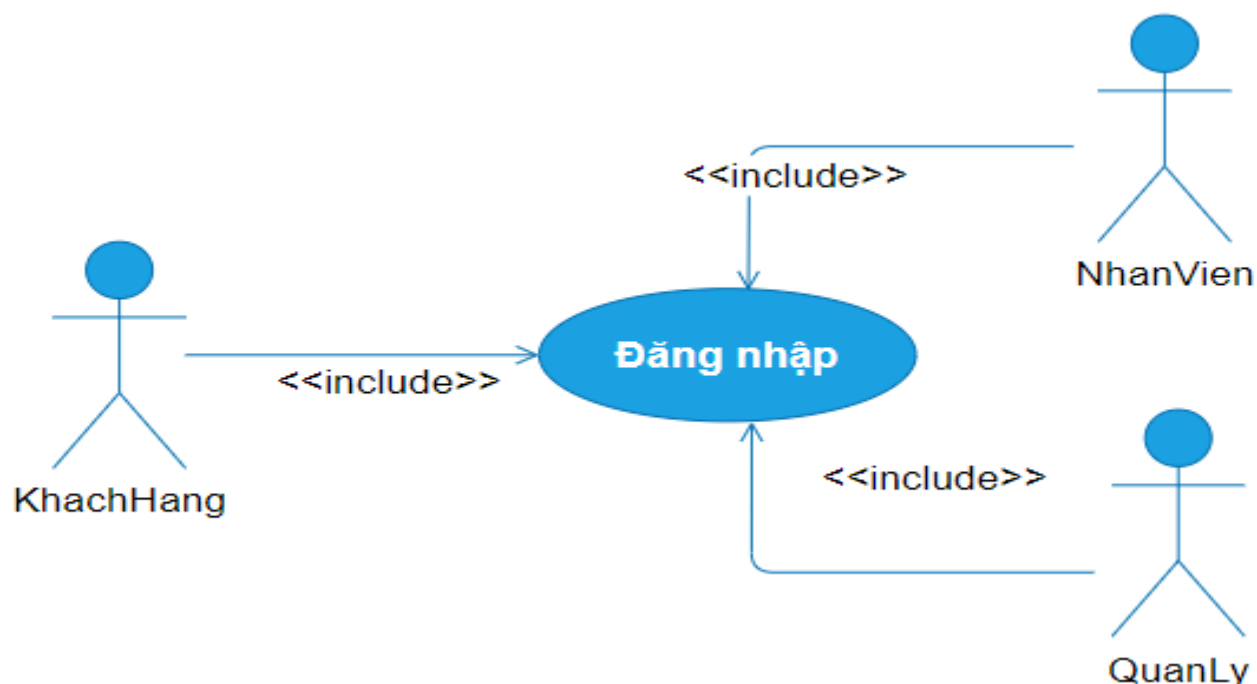 <<include>>
NhanVien
Đăng nhập
<<include>>
KhachHang
<<include>>
QuanLy